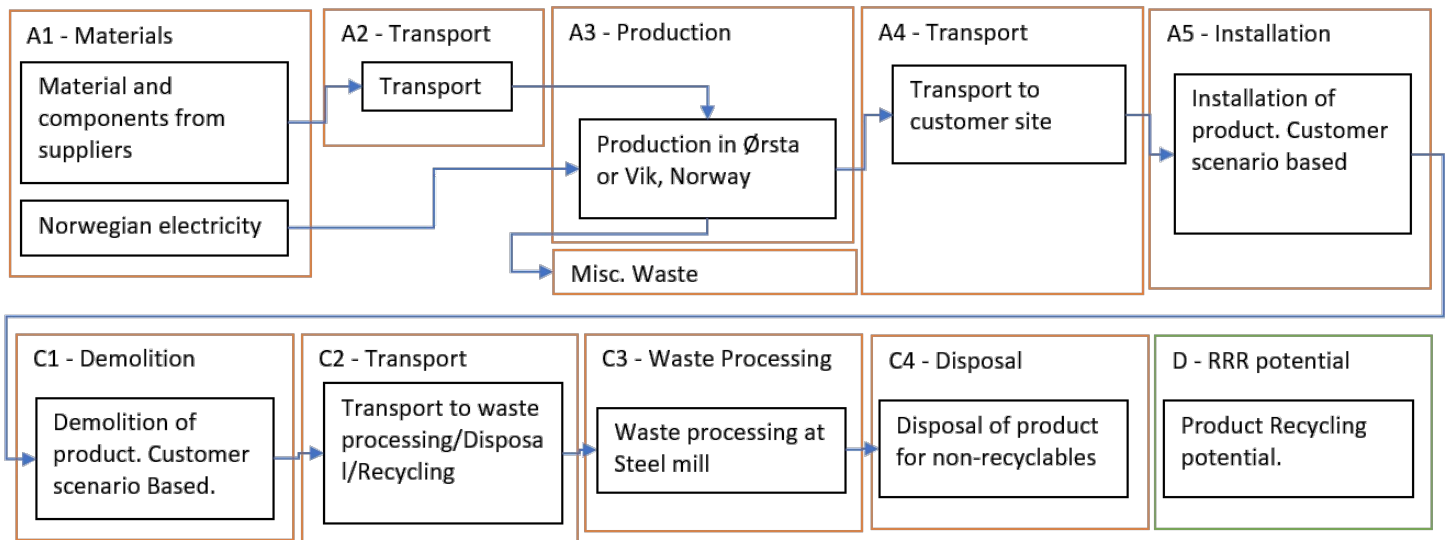 A1 - Materials
Material and
components from
suppliers
Norwegian electricity
A2 - Transport
Transport
A3 - Production
Production in Ørsta
or Vik, Norway
Misc. Waste
A4 - Transport
Transport to
customer site
A5 - Installation
Installation of
product. Customer
scenario based
C1 - Demolition
Demolition of
product. Customer
scenario Based.
C2 - Transport
Transport to waste
processing/Disposa
l/Recycling
C3 - Waste Processing
Waste processing at
Steel mill
C4 - Disposal
Disposal of product
for non-recyclables
D - RRR potential
Product Recycling
potential.